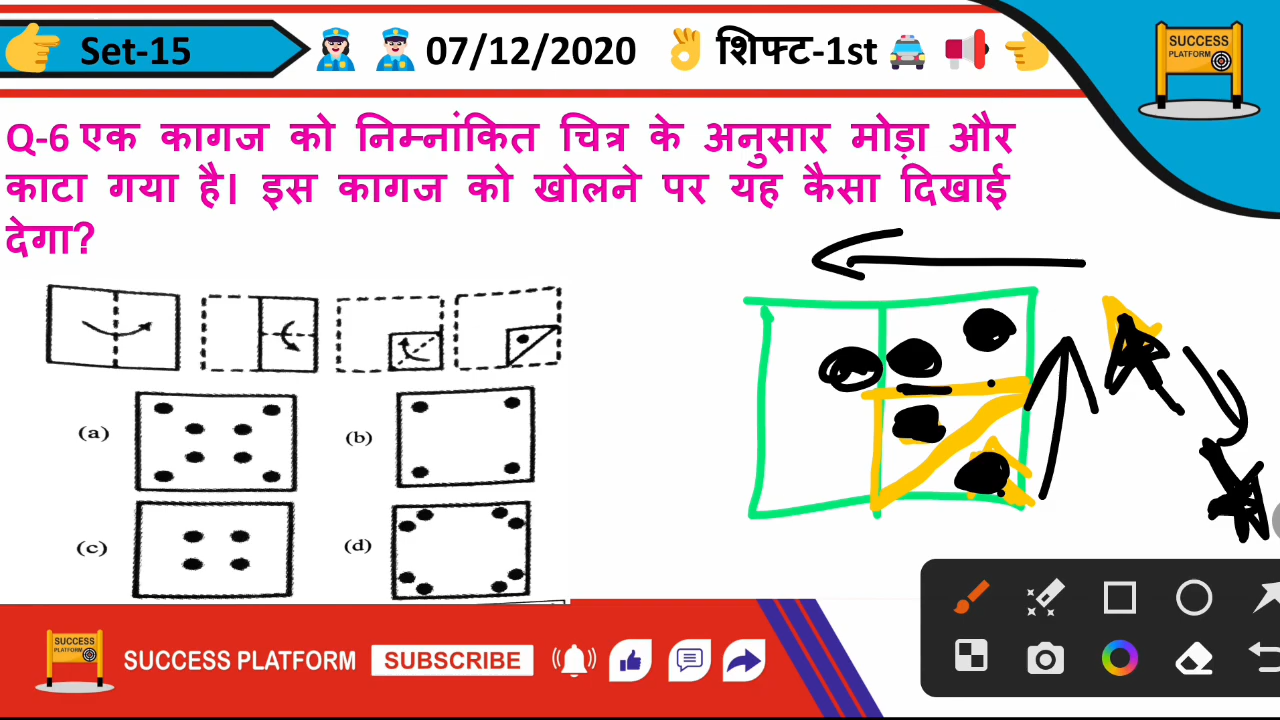 Set-15 07/12/2020 शिफ्ट-1st
SUCCESS
PLATFORM
Q-6 एक कागज को निम्नांकित चित्र के अनुसार मोड़ा और
काटा गया है। इस कागज को खोलने पर यह कैसा दिखाई
देगा?
(a) (b)
(c) (d)
SUCCESS
PLATFORM
SUCCESS PLATFORM SUBSCRIBE